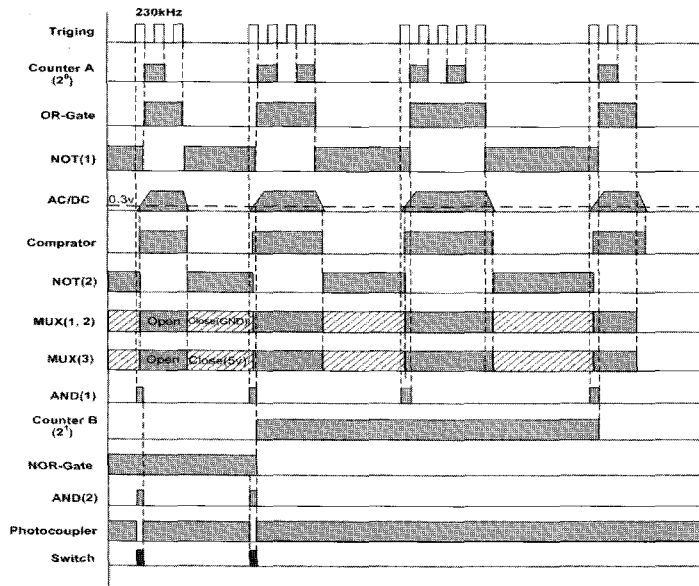 230kHz
Triging
Counter A
(2⁰)
OR-Gate
NOT(1)
AC/DC
0.3v
Comprator
NOT(2)
MUX(1, 2)
Open
Close(GND)
MUX(3)
Open
Close(5v)
AND(1)
Counter B
(2¹)
NOR-Gate
AND(2)
Photocoupler
Switch